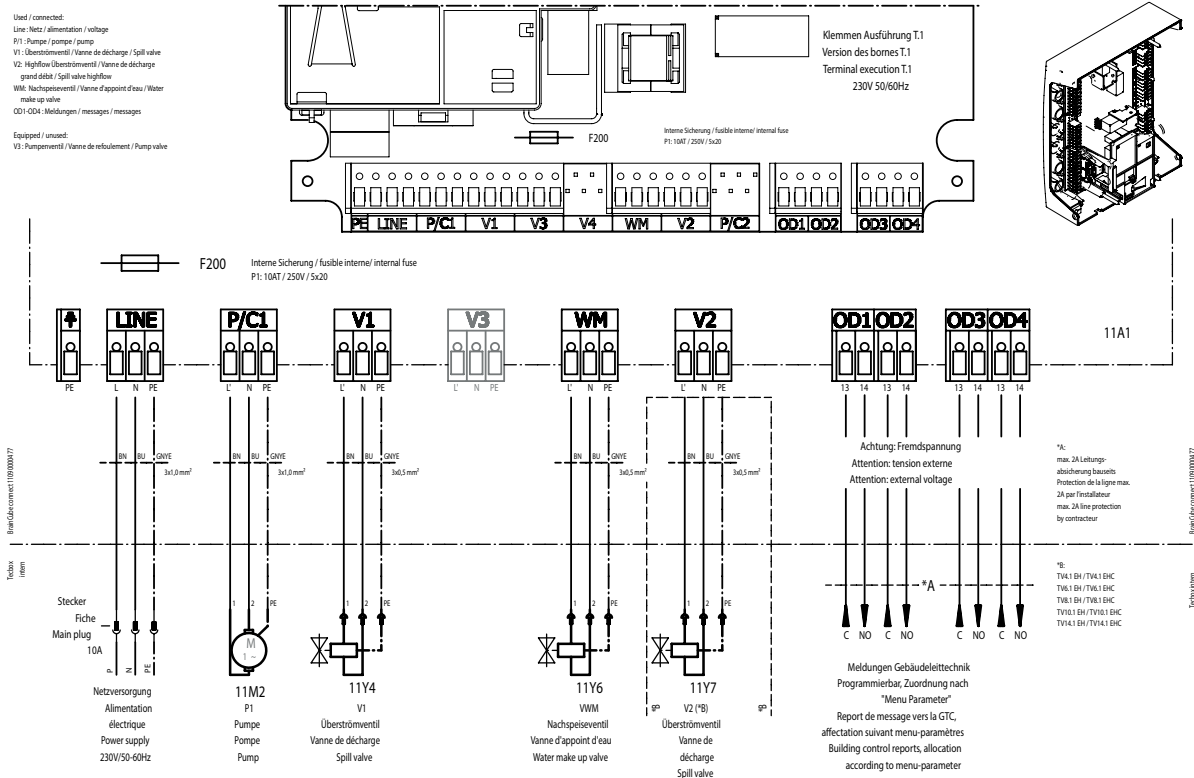 Used / connected:
Line : Netz / alimentation / voltage
P/1 : Pumpe / pompe / pump
V1 : Überströmventil / Vanne de décharge / Spill valve
V2: Highflow Überströmventil / Vanne de décharge
grand débit / Spill valve highflow
WM: Nachspeiseventil / Vanne d'appoint d'eau / Water
make up valve
OD1-OD4 : Meldungen / messages / messages
Equipped / unused:
V3 : Pumpenventil / Vanne de refoulement / Pump valve
Klemmen Ausführung T.1
Version des bornes T.1
Terminal execution T.1
230V 50/60Hz
F200
Interne Sicherung / fusible interne/ internal fuse
P1: 10AT / 250V / 5x20
PE LINE P/C1 V1 V3 V4 WM V2 P/C2 OD1 OD2 OD3 OD4
F200
Interne Sicherung / fusible interne/ internal fuse
P1: 10AT / 250V / 5x20
LINE P/C1 V1 V3 WM V2 OD1 OD2 OD3 OD4
11A1
PE L N PE L' N PE L' N PE L' N PE L' N PE L' N PE 13 14 13 14 13 14 13 14
BN BU GNYE BN BU GNYE BN BU GNYE BN BU GNYE BN BU GNYE
3x1,0 mm² 3x1,0 mm² 3x0,5 mm² 3x0,5 mm² 3x0,5 mm²
Achtung: Fremdspannung
Attention: tension externe
Attention: external voltage
*A:
max. 2A Leitungs-
absicherung bauseits
Protection de la ligne max.
2A par l'installateur
max. 2A line protection
by contracteur
BrainCube connect 11091000477
BrainCube connect 11091000477
Tecbox
intern
Tecbox intern
*B:
TV4.1 EH / TV4.1 EHC
TV6.1 EH / TV6.1 EHC
TV8.1 EH / TV8.1 EHC
TV10.1 EH / TV10.1 EHC
TV14.1 EH / TV14.1 EHC
*A
C NO C NO C NO C NO
Stecker
Fiche
Main plug
10A
P N PE
1 2 PE 1 2 PE 1 2 PE 1 2 PE
M
1 ~
Netzversorgung
Alimentation
électrique
Power supply
230V/50-60Hz
11M2
P1
Pumpe
Pompe
Pump
11Y4
V1
Überströmventil
Vanne de décharge
Spill valve
11Y6
VWM
Nachspeiseventil
Vanne d'appoint d'eau
Water make up valve
11Y7
*B V2 (*B) *B
Überströmventil
Vanne de
décharge
Spill valve
Meldungen Gebäudeleittechnik
Programmierbar, Zuordnung nach
"Menu Parameter"
Report de message vers la GTC,
affectation suivant menu-paramètres
Building control reports, allocation
according to menu-parameter